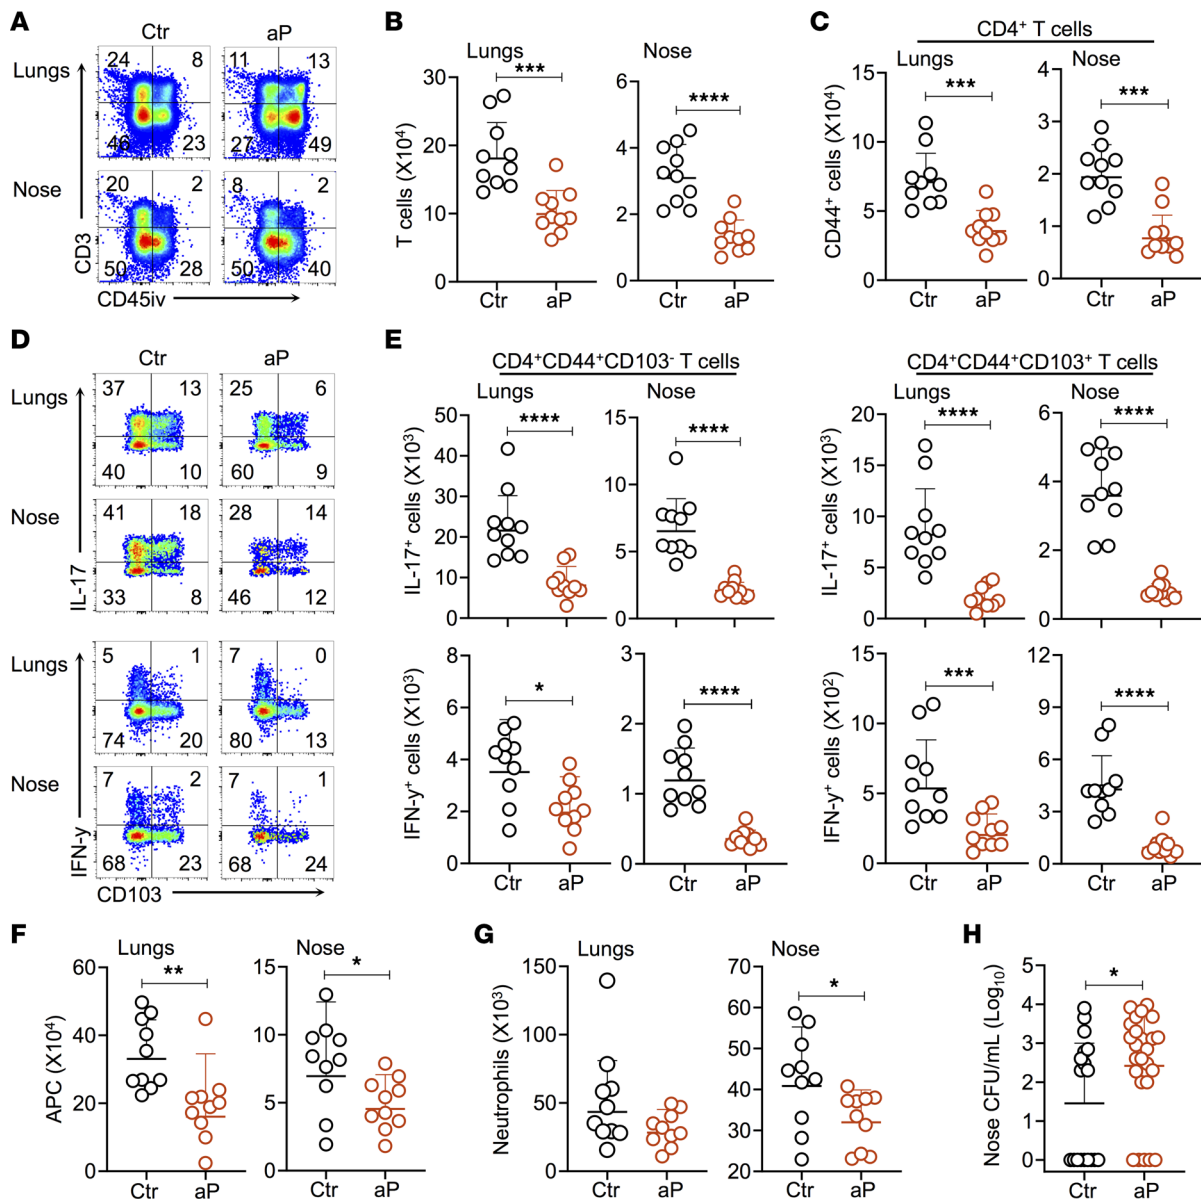 A
Ctr
aP
Lungs
24
8
11
13
46
23
27
49
Nose
20
2
8
2
50
28
50
40
CD3
CD45iv
B
Lungs
Nose
T cells (X10⁴)
30
20
10
0
***
Ctr
aP
6
4
2
0
****
Ctr
aP
C
CD4⁺ T cells
Lungs
Nose
CD44⁺ cells (X10⁴)
15
10
5
0
***
Ctr
aP
4
3
2
1
0
***
Ctr
aP
D
Ctr
aP
Lungs
37
13
25
6
40
10
60
9
Nose
41
18
28
14
33
8
46
12
IL-17
Lungs
5
1
7
0
74
20
80
13
Nose
7
2
7
1
68
23
68
24
IFN-y
CD103
E
CD4⁺CD44⁺CD103⁻ T cells
Lungs
Nose
IL-17⁺ cells (X10³)
50
40
30
20
10
0
****
15
10
5
0
****
CD4⁺CD44⁺CD103⁺ T cells
Lungs
Nose
IL-17⁺ cells (X10³)
20
15
10
5
0
****
6
4
2
0
****
IFN-y⁺ cells (X10³)
8
6
4
2
0
*
Ctr
aP
3
2
1
0
****
Ctr
aP
IFN-y⁺ cells (X10²)
15
10
5
0
***
Ctr
aP
12
9
6
3
0
****
Ctr
aP
F
Lungs
Nose
APC (X10⁴)
60
40
20
0
**
Ctr
aP
15
10
5
0
*
Ctr
aP
G
Lungs
Nose
Neutrophils (X10³)
150
100
50
0
Ctr
aP
70
60
50
40
30
20
*
Ctr
aP
H
Nose CFU/mL (Log₁₀)
5
4
3
2
1
0
*
Ctr
aP